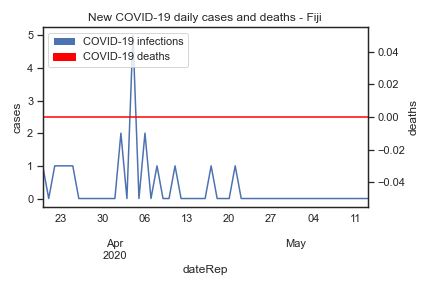 New COVID-19 daily cases and deaths - Fiji
COVID-19 infections
COVID-19 deaths
5
4
3
2
1
0
cases
0.04
0.02
0.00
−0.02
−0.04
deaths
23 30 06 13 20 27 04 11
Apr May
2020
dateRep